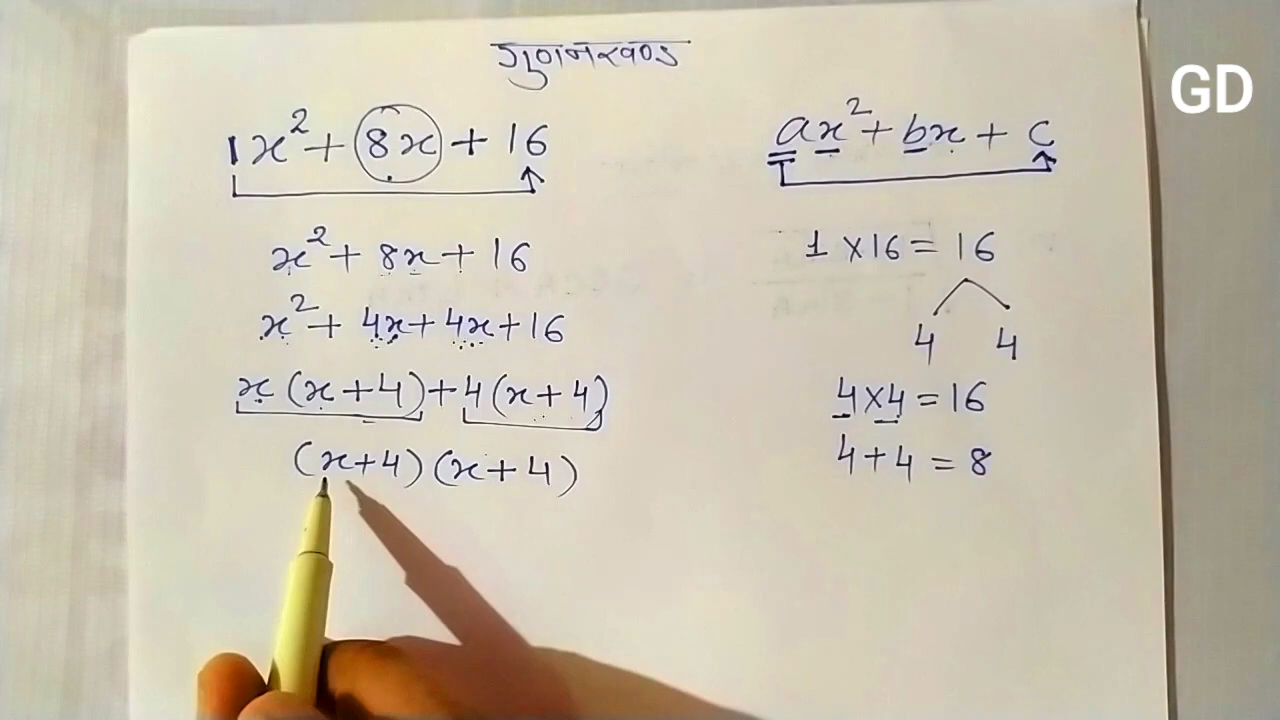 गुणनखण्ड
GD
1x² + 8x + 16
ax² + bx + c
x² + 8x + 16
1 × 16 = 16
x² + 4x + 4x + 16
4 4
x (x + 4) + 4 (x + 4)
4 × 4 = 16
(x + 4) (x + 4)
4 + 4 = 8